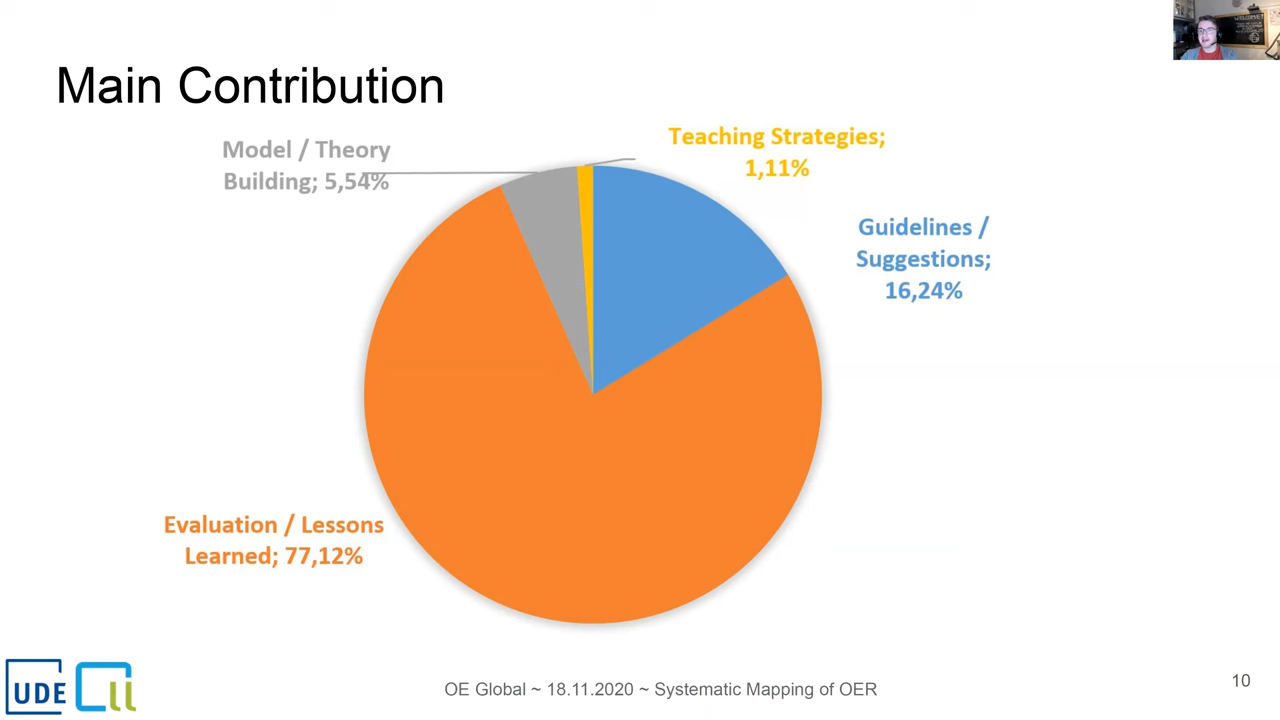 WELCOME!
Main Contribution
Model / Theory
Building; 5,54%
Teaching Strategies;
1,11%
Guidelines /
Suggestions;
16,24%
Evaluation / Lessons
Learned; 77,12%
UDE
OE Global ~ 18.11.2020 ~ Systematic Mapping of OER
10